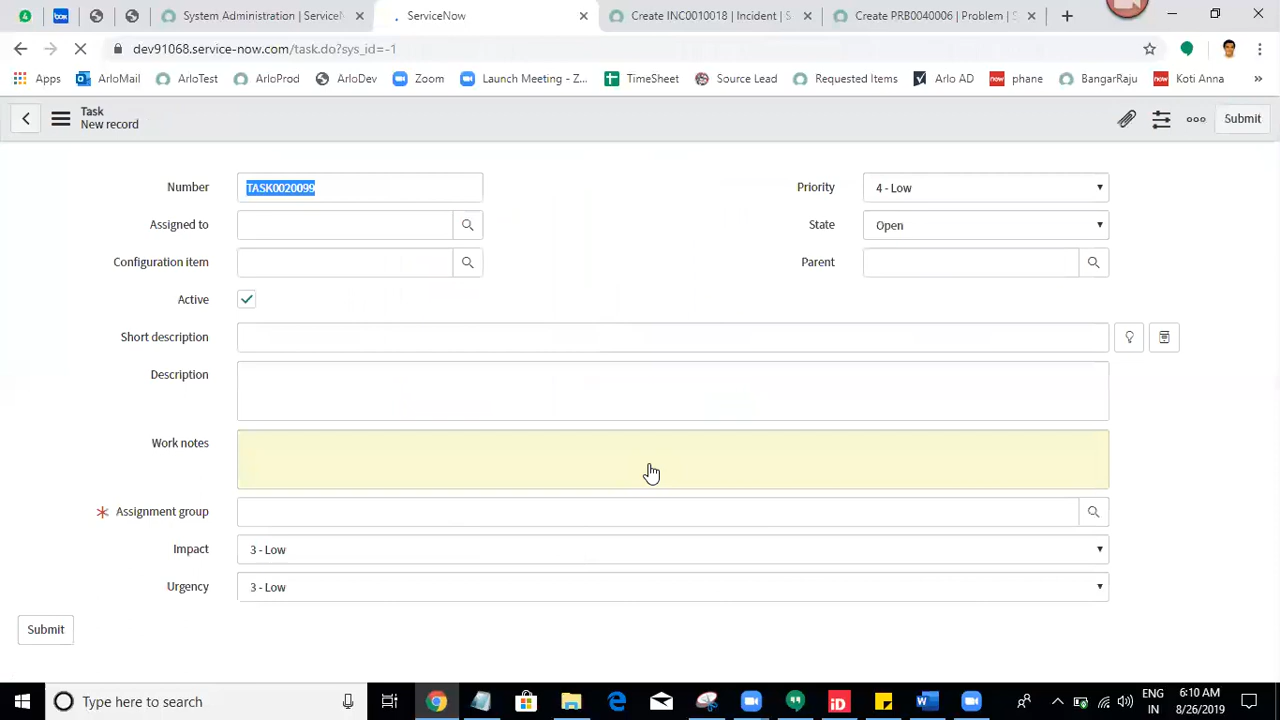 System Administration | ServiceN
ServiceNow
Create INC0010018 | Incident | S
Create PRB0040006 | Problem | S
dev91068.service-now.com/task.do?sys_id=-1
Apps
ArloMail
ArloTest
ArloProd
ArloDev
Zoom
Launch Meeting - Z...
TimeSheet
Source Lead
Requested Items
Arlo AD
now
phane
BangarRaju
now
Koti Anna
»
Task
New record
Submit
Number
TASK0020099
Priority
4 - Low
Assigned to
State
Open
Configuration item
Parent
Active
Short description
Description
Work notes
Assignment group
Impact
3 - Low
Urgency
3 - Low
Submit
Type here to search
ENG
IN
6:10 AM
8/26/2019